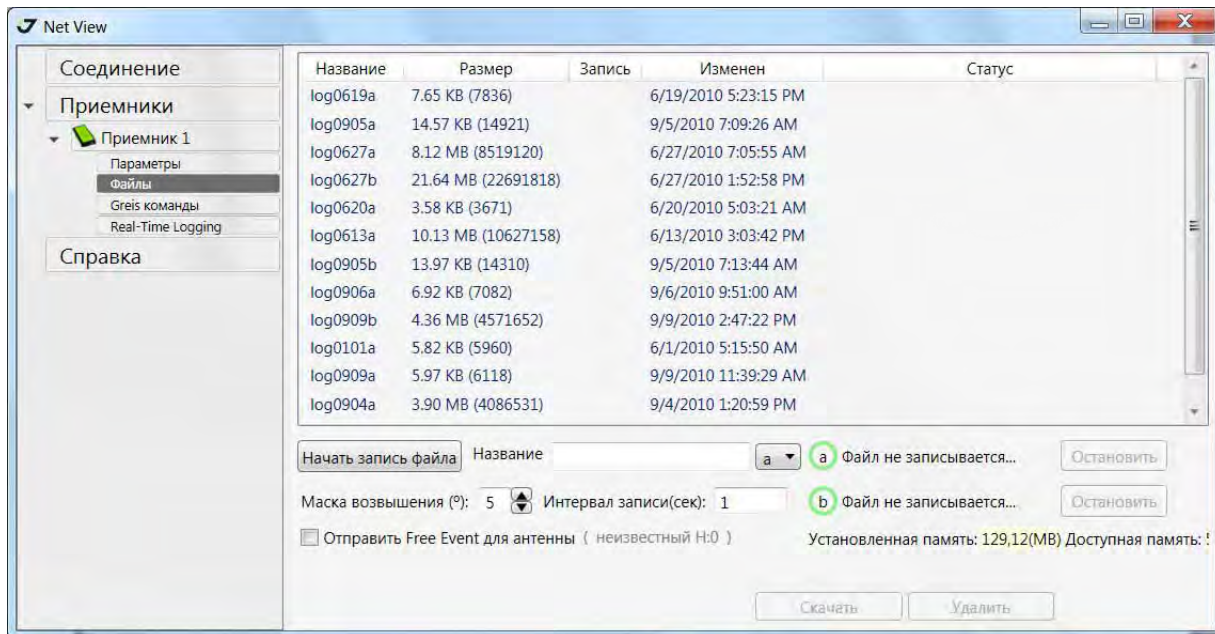 Net View
Соединение
Приемники
Приемник 1
Параметры
Файлы
Greis команды
Real-Time Logging
Справка
Название Размер Запись Изменен Статус
log0619a 7.65 KB (7836) 6/19/2010 5:23:15 PM
log0905a 14.57 KB (14921) 9/5/2010 7:09:26 AM
log0627a 8.12 MB (8519120) 6/27/2010 7:05:55 AM
log0627b 21.64 MB (22691818) 6/27/2010 1:52:58 PM
log0620a 3.58 KB (3671) 6/20/2010 5:03:21 AM
log0613a 10.13 MB (10627158) 6/13/2010 3:03:42 PM
log0905b 13.97 KB (14310) 9/5/2010 7:13:44 AM
log0906a 6.92 KB (7082) 9/6/2010 9:51:00 AM
log0909b 4.36 MB (4571652) 9/9/2010 2:47:22 PM
log0101a 5.82 KB (5960) 6/1/2010 5:15:50 AM
log0909a 5.97 KB (6118) 9/9/2010 11:39:29 AM
log0904a 3.90 MB (4086531) 9/4/2010 1:20:59 PM
Начать запись файла Название a a Файл не записывается... Остановить
Маска возвышения (º): 5 Интервал записи(сек): 1 b Файл не записывается... Остановить
Отправить Free Event для антенны ( неизвестный H:0 ) Установленная память: 129,12(MB) Доступная память:
Скачать Удалить